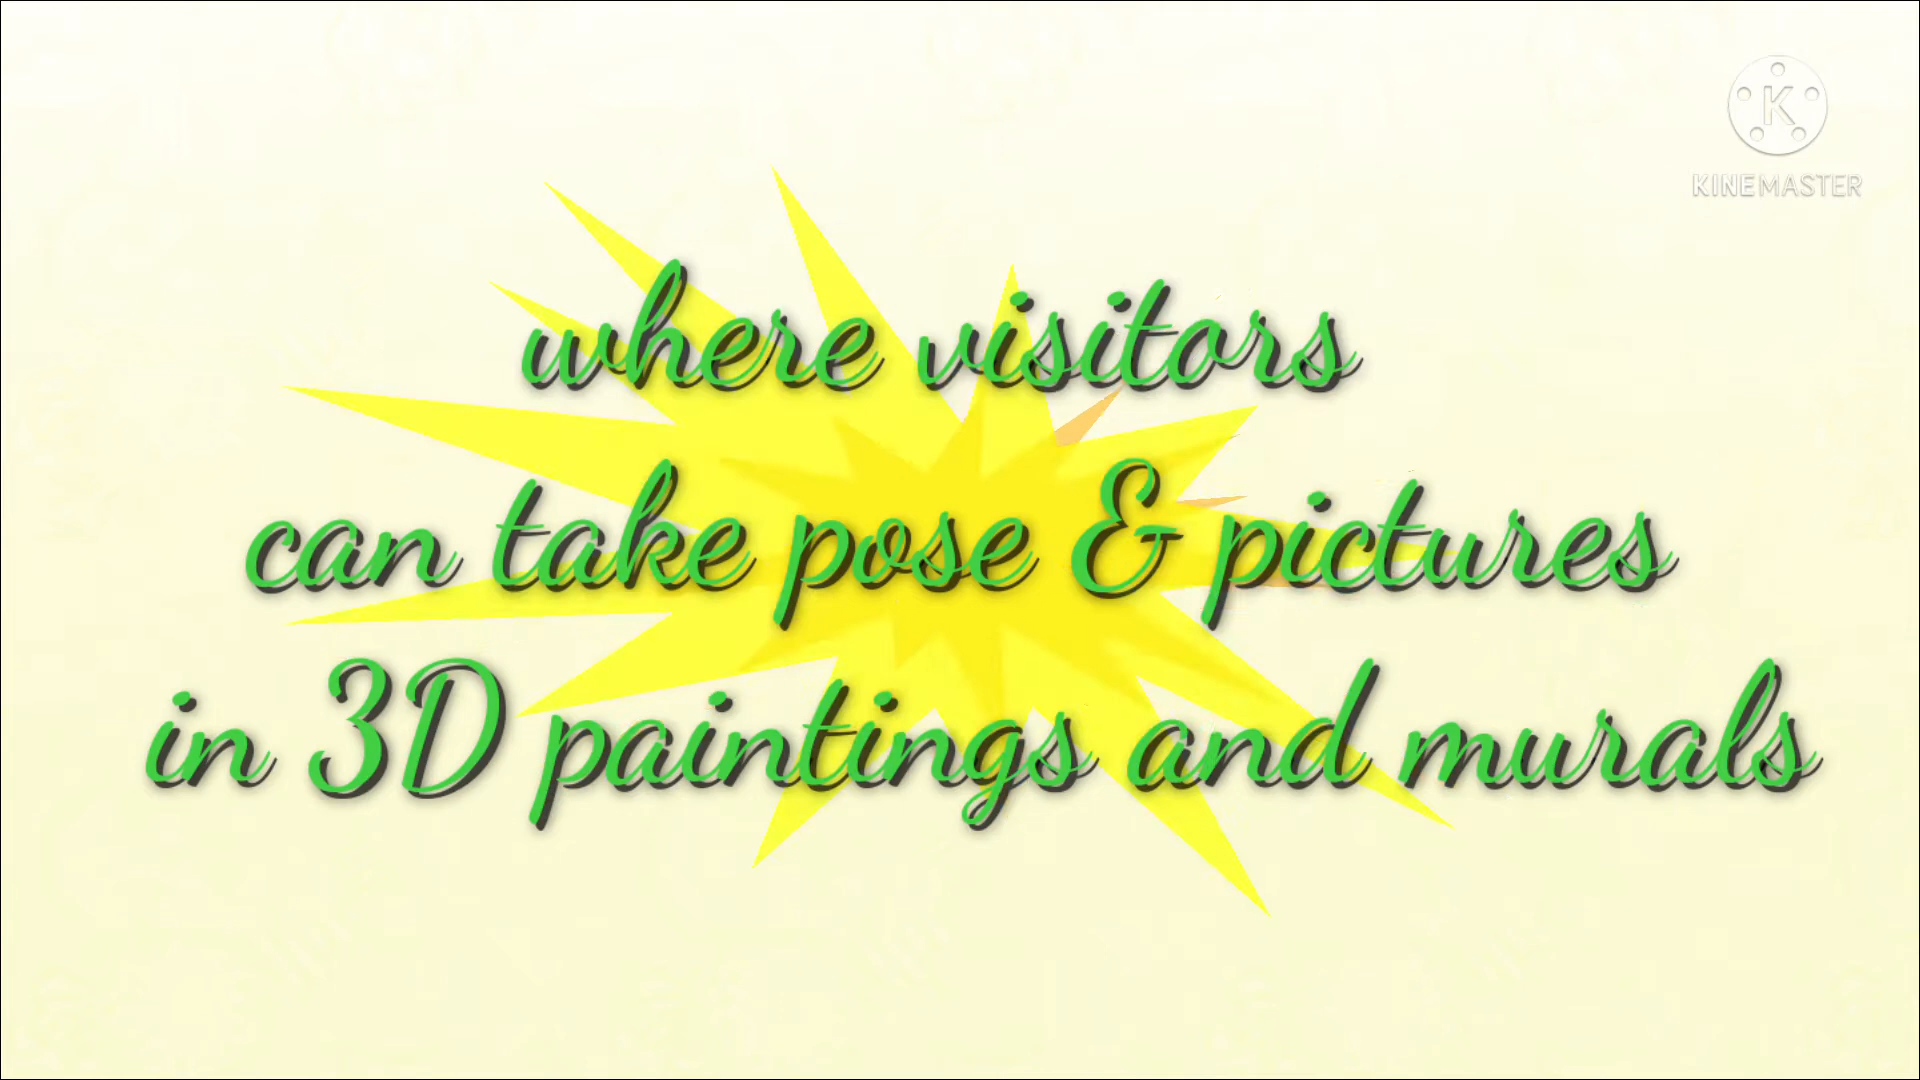 K
KINEMASTER
where visitors
can take pose & pictures
in 3D paintings and murals